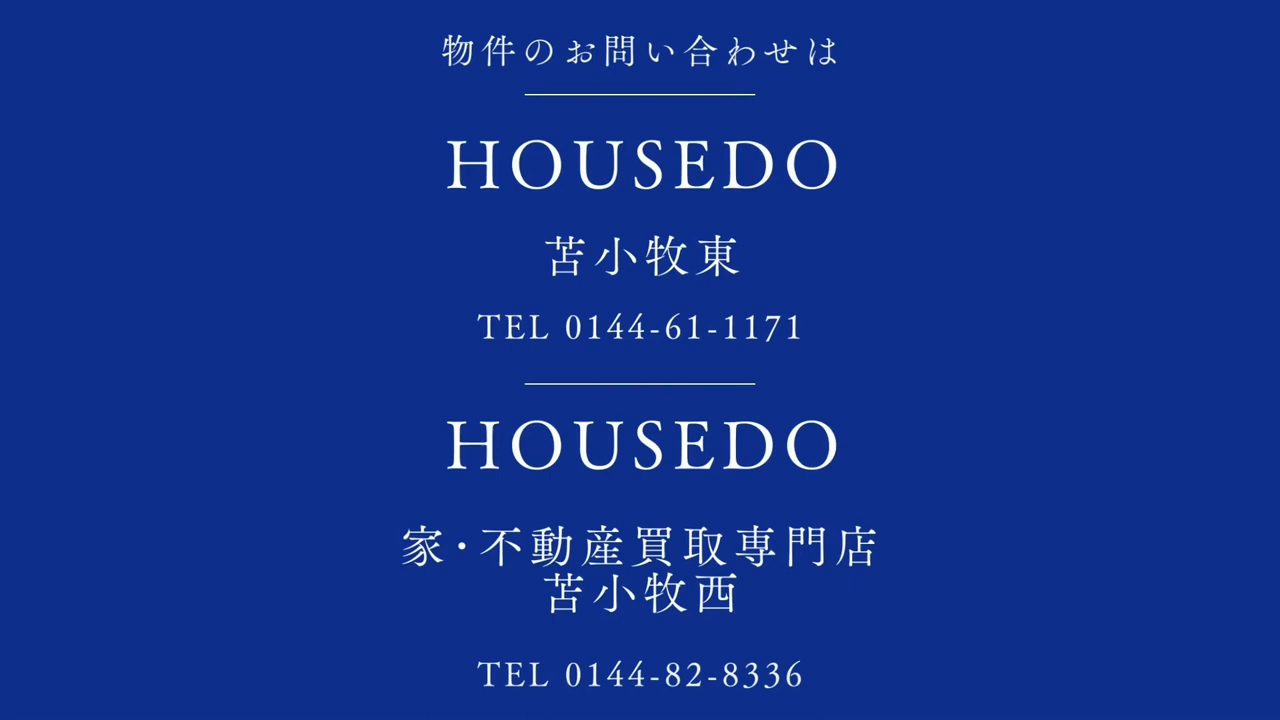 物件のお問い合わせは
HOUSEDO
苫小牧東
TEL 0144-61-1171
HOUSEDO
家・不動産買取専門店
苫小牧西
TEL 0144-82-8336